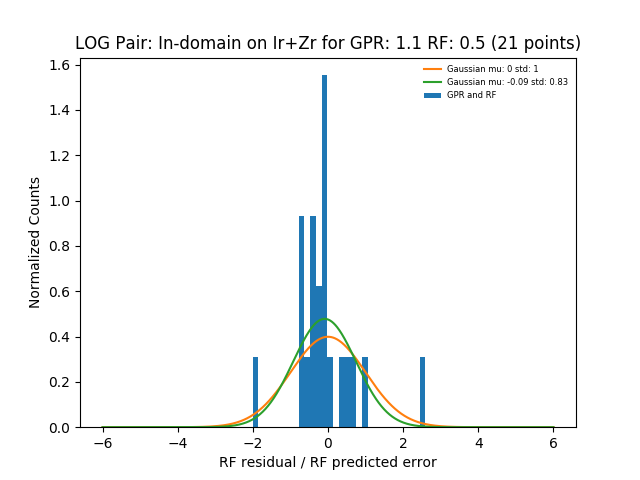 LOG Pair: In-domain on Ir+Zr for GPR: 1.1 RF: 0.5 (21 points)
Gaussian mu: 0 std: 1
Gaussian mu: -0.09 std: 0.83
GPR and RF
Normalized Counts
1.6
1.4
1.2
1.0
0.8
0.6
0.4
0.2
0.0
−6 −4 −2 0 2 4 6
RF residual / RF predicted error